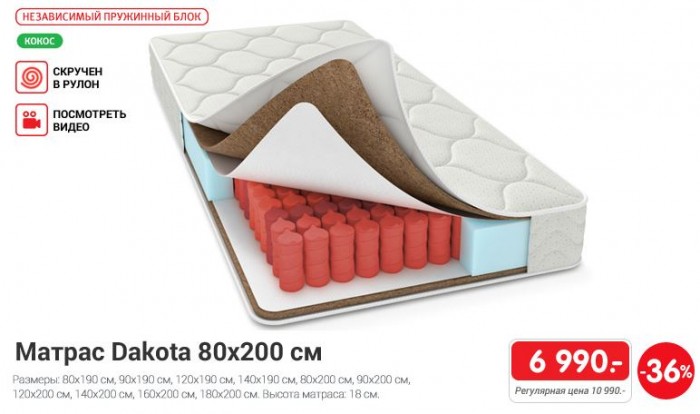 НЕЗАВИСИМЫЙ ПРУЖИННЫЙ БЛОК
КОКОС
СКРУЧЕН
В РУЛОН
ПОСМОТРЕТЬ
ВИДЕО
Матрас Dakota 80x200 см
Размеры: 80x190 см, 90x190 см, 120x190 см, 140x190 см, 80x200 см, 90x200 см,
120x200 см, 140x200 см, 160x200 см, 180x200 см. Высота матраса: 18 см.
6 990.-
Регулярная цена 10 990.-
-36%